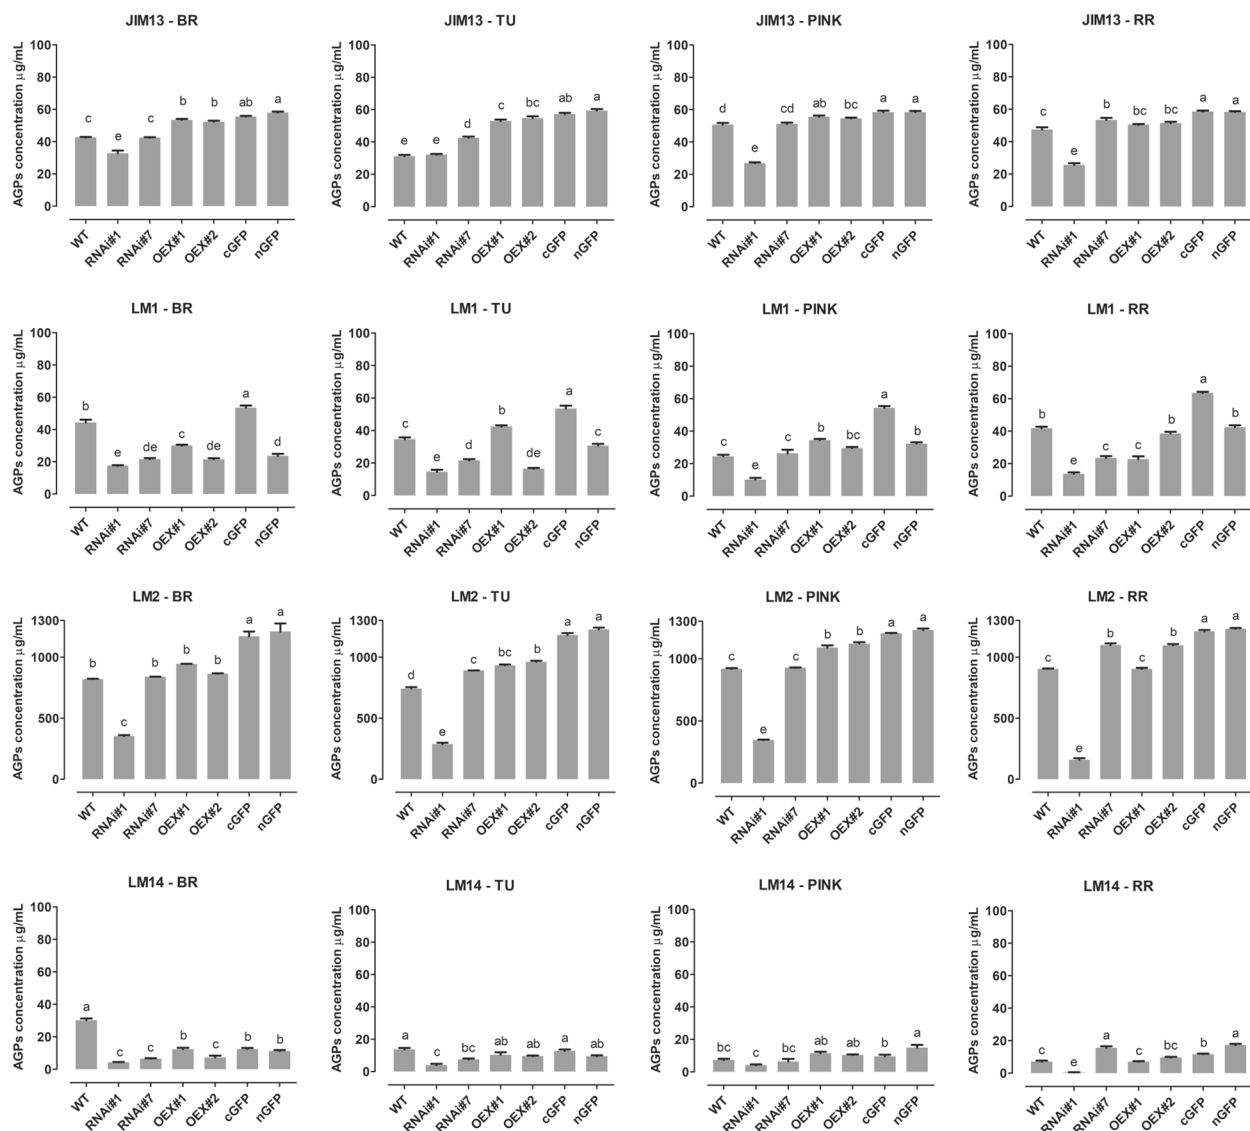 JIM13 - BR
AGPs concentration μg/mL
100
80
60
40
20
0
c
e
c
b
b
ab
a
WT
RNAi#1
RNAi#7
OEX#1
OEX#2
cGFP
nGFP
JIM13 - TU
AGPs concentration μg/mL
100
80
60
40
20
0
e
e
d
c
bc
ab
a
WT
RNAi#1
RNAi#7
OEX#1
OEX#2
cGFP
nGFP
JIM13 - PINK
AGPs concentration μg/mL
100
80
60
40
20
0
d
e
cd
ab
bc
a
a
WT
RNAi#1
RNAi#7
OEX#1
OEX#2
cGFP
nGFP
JIM13 - RR
AGPs concentration μg/mL
100
80
60
40
20
0
c
e
b
bc
bc
a
a
WT
RNAi#1
RNAi#7
OEX#1
OEX#2
cGFP
nGFP
LM1 - BR
AGPs concentration μg/mL
100
80
60
40
20
0
b
e
de
c
de
a
d
WT
RNAi#1
RNAi#7
OEX#1
OEX#2
cGFP
nGFP
LM1 - TU
AGPs concentration μg/mL
100
80
60
40
20
0
c
e
d
b
de
a
c
WT
RNAi#1
RNAi#7
OEX#1
OEX#2
cGFP
nGFP
LM1 - PINK
AGPs concentration μg/mL
100
80
60
40
20
0
c
e
c
b
bc
a
b
WT
RNAi#1
RNAi#7
OEX#1
OEX#2
cGFP
nGFP
LM1 - RR
AGPs concentration μg/mL
100
80
60
40
20
0
b
e
c
c
b
a
b
WT
RNAi#1
RNAi#7
OEX#1
OEX#2
cGFP
nGFP
LM2 - BR
AGPs concentration μg/mL
1300
1000
500
0
b
c
b
b
b
a
a
WT
RNAi#1
RNAi#7
OEX#1
OEX#2
cGFP
nGFP
LM2 - TU
AGPs concentration μg/mL
1300
1000
500
0
d
e
c
bc
b
a
a
WT
RNAi#1
RNAi#7
OEX#1
OEX#2
cGFP
nGFP
LM2 - PINK
AGPs concentration μg/mL
1300
1000
500
0
c
e
c
b
b
a
a
WT
RNAi#1
RNAi#7
OEX#1
OEX#2
cGFP
nGFP
LM2 - RR
AGPs concentration μg/mL
1300
1000
500
0
c
e
b
c
b
a
a
WT
RNAi#1
RNAi#7
OEX#1
OEX#2
cGFP
nGFP
LM14 - BR
AGPs concentration μg/mL
100
80
60
40
20
0
a
c
c
b
c
b
b
WT
RNAi#1
RNAi#7
OEX#1
OEX#2
cGFP
nGFP
LM14 - TU
AGPs concentration μg/mL
100
80
60
40
20
0
a
c
bc
ab
ab
a
ab
WT
RNAi#1
RNAi#7
OEX#1
OEX#2
cGFP
nGFP
LM14 - PINK
AGPs concentration μg/mL
100
80
60
40
20
0
bc
c
bc
ab
ab
b
a
WT
RNAi#1
RNAi#7
OEX#1
OEX#2
cGFP
nGFP
LM14 - RR
AGPs concentration μg/mL
100
80
60
40
20
0
c
e
a
c
bc
b
a
WT
RNAi#1
RNAi#7
OEX#1
OEX#2
cGFP
nGFP